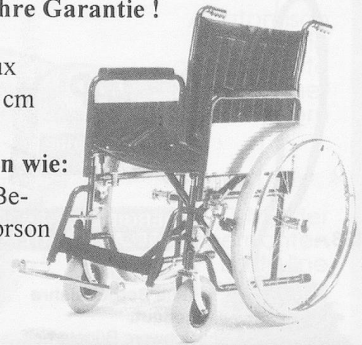 hre Garantie !
ux
cm
n wie:
Be-
orson